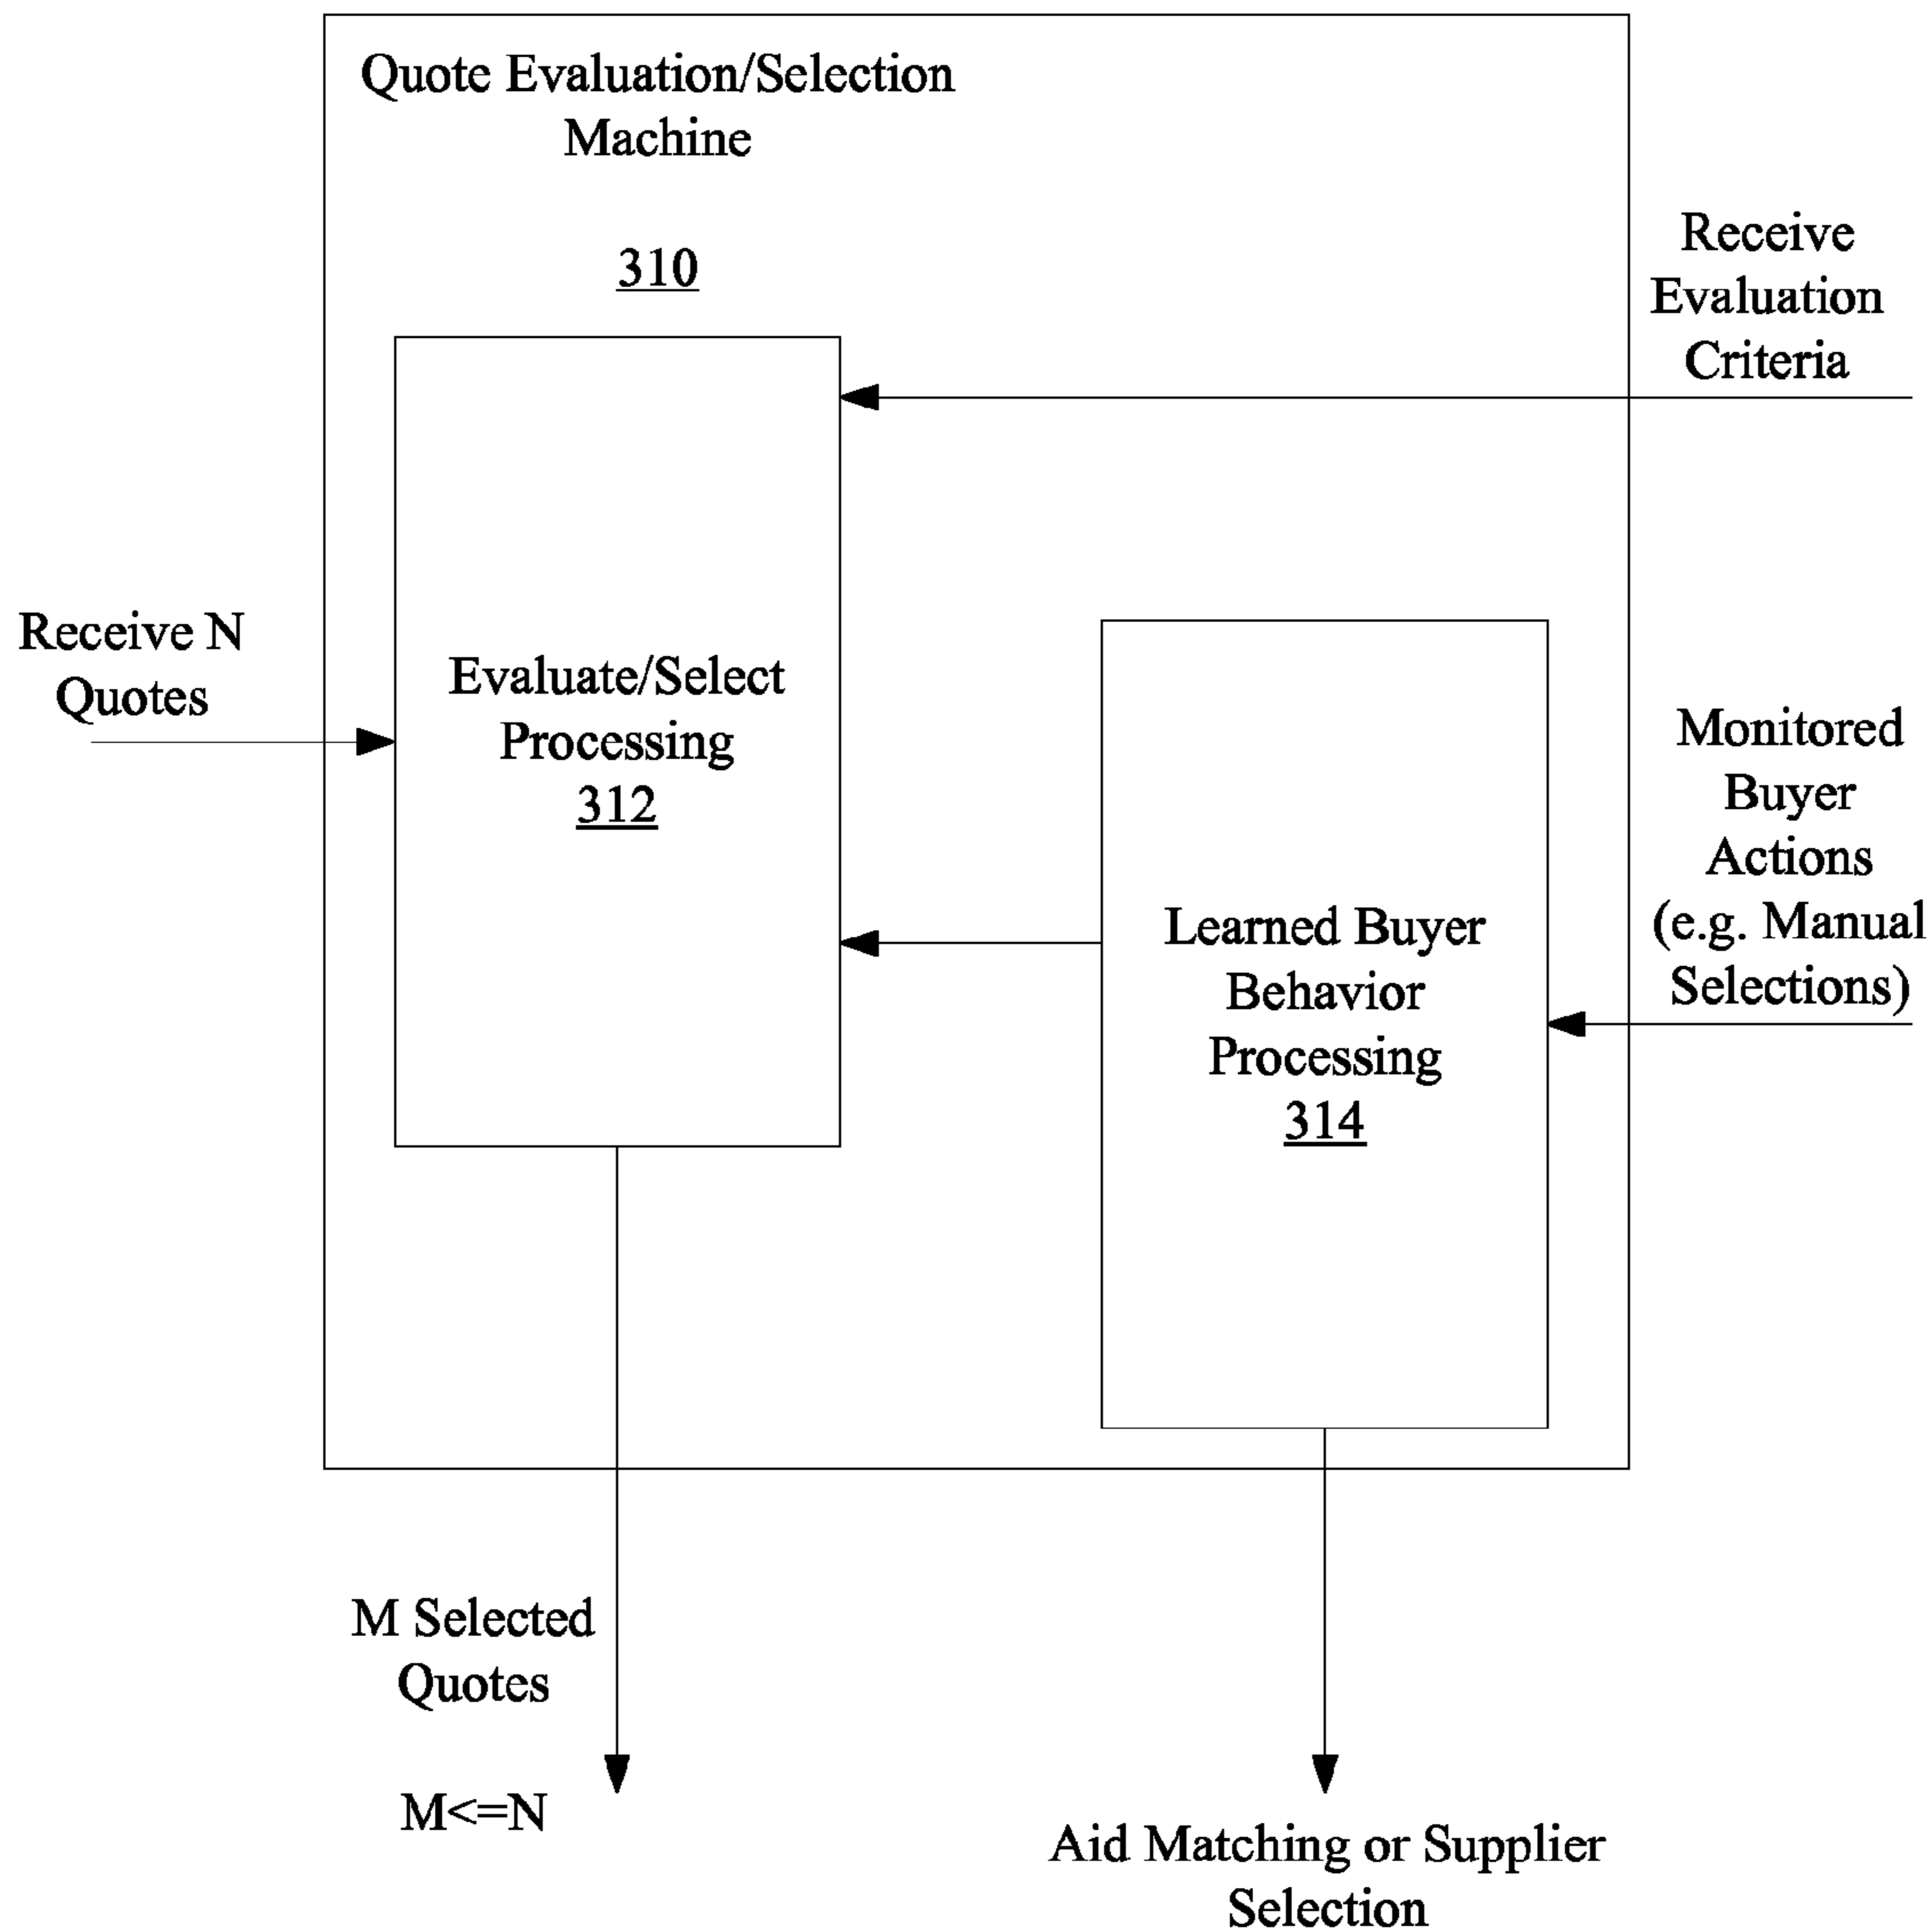 Quote Evaluation/Selection
Machine
310
Receive
Evaluation
Criteria
Receive N
Quotes
Evaluate/Select
Processing
312
Monitored
Buyer
Actions
(e.g. Manual
Selections)
Learned Buyer
Behavior
Processing
314
M Selected
Quotes
M<=N
Aid Matching or Supplier
Selection